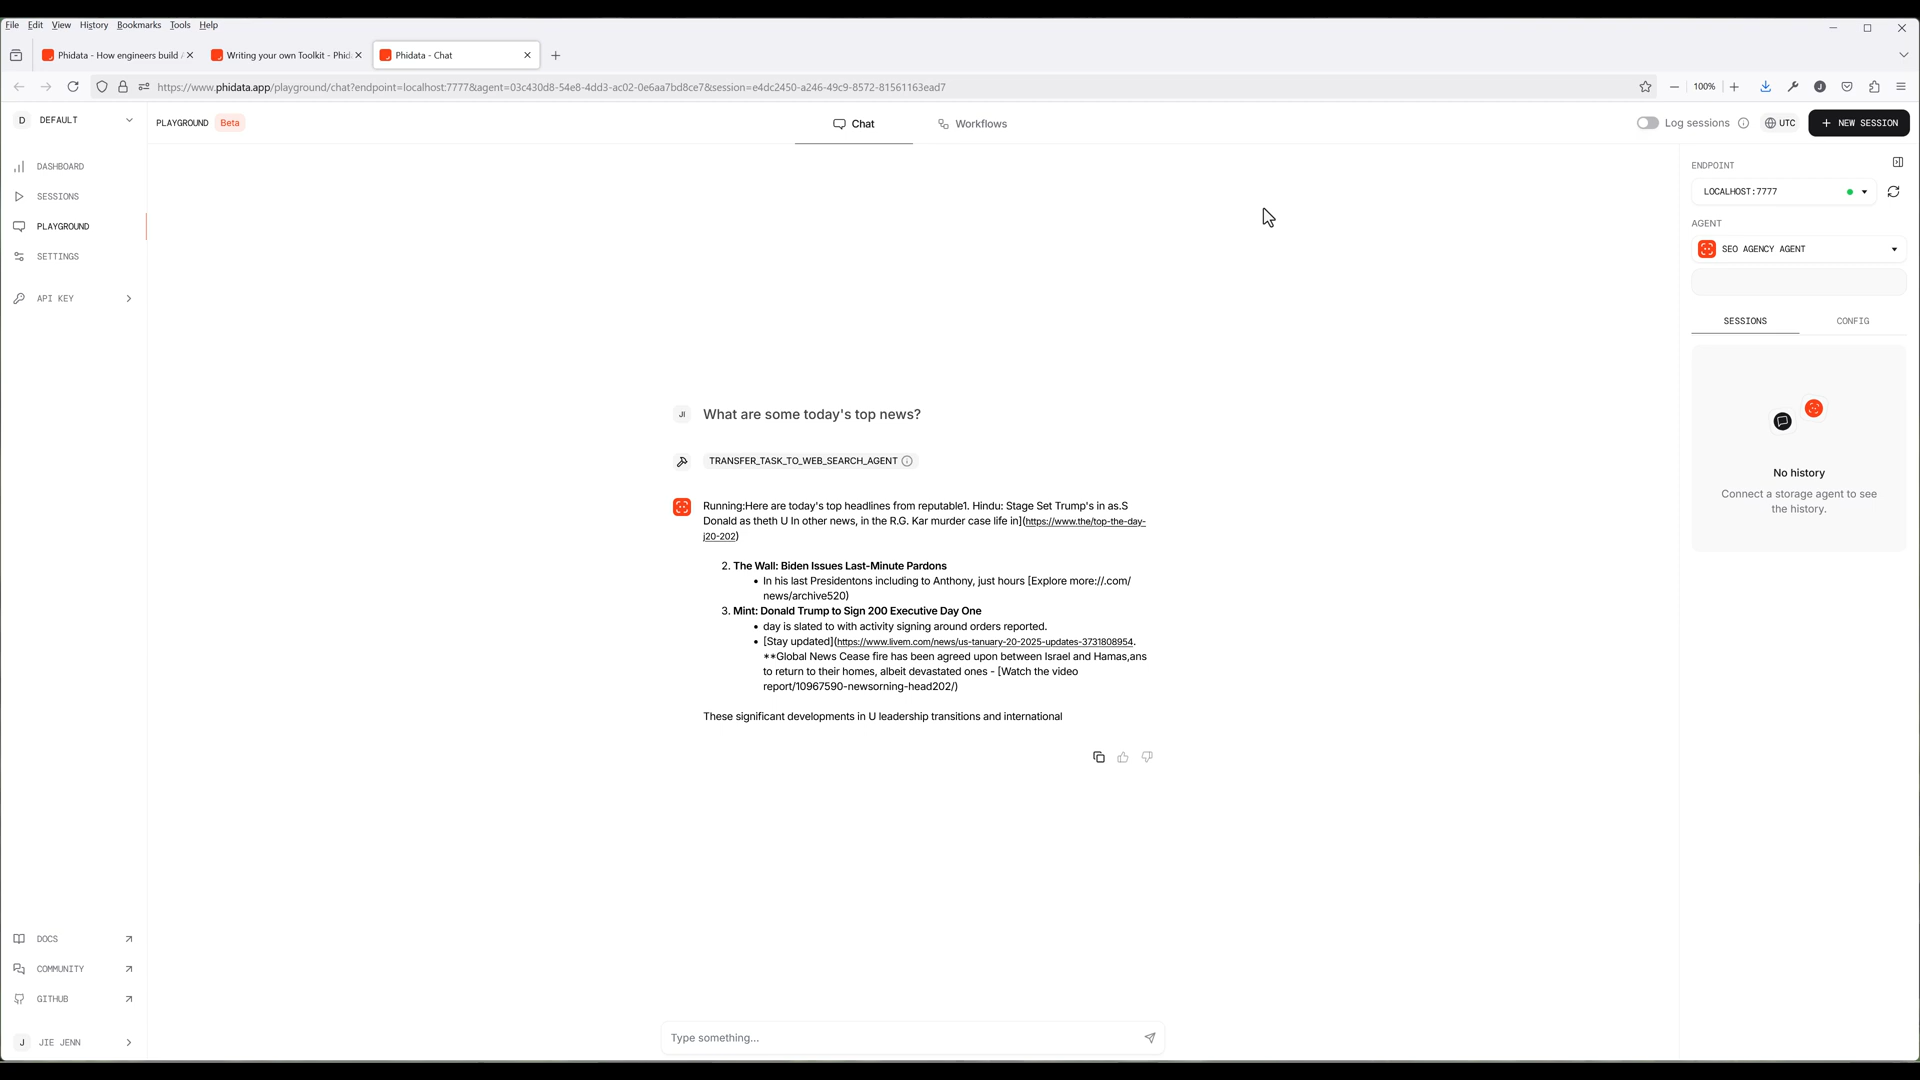 File Edit View History Bookmarks Tools Help
Phidata - How engineers build
Writing your own Toolkit - Phid
Phidata - Chat
https://www.phidata.app/playground/chat?endpoint=localhost:7777&agent=03c430d8-54e8-4dd3-ac02-0e6aa7bd8ce7&session=e4dc2450-a246-49c9-8572-81561163ead7
100%
D DEFAULT
PLAYGROUND Beta
Chat
Workflows
Log sessions
UTC
+ NEW SESSION
DASHBOARD
SESSIONS
PLAYGROUND
SETTINGS
API KEY
ENDPOINT
LOCALHOST:7777
AGENT
SEO AGENCY AGENT
SESSIONS CONFIG
No history
Connect a storage agent to see
the history.
JI What are some today's top news?
TRANSFER_TASK_TO_WEB_SEARCH_AGENT
Running:Here are today's top headlines from reputable1. Hindu: Stage Set Trump's in as.S
Donald as theth U In other news, in the R.G. Kar murder case life in](https://www.the/top-the-day-
j20-202)
2. The Wall: Biden Issues Last-Minute Pardons
• In his last Presidentons including to Anthony, just hours [Explore more://.com/
news/archive520)
3. Mint: Donald Trump to Sign 200 Executive Day One
• day is slated to with activity signing around orders reported.
• [Stay updated](https://www.livem.com/news/us-tanuary-20-2025-updates-3731808954.
**Global News Cease fire has been agreed upon between Israel and Hamas,ans
to return to their homes, albeit devastated ones - [Watch the video
report/10967590-newsorning-head202/)
These significant developments in U leadership transitions and international
DOCS
COMMUNITY
GITHUB
J JIE JENN
Type something...